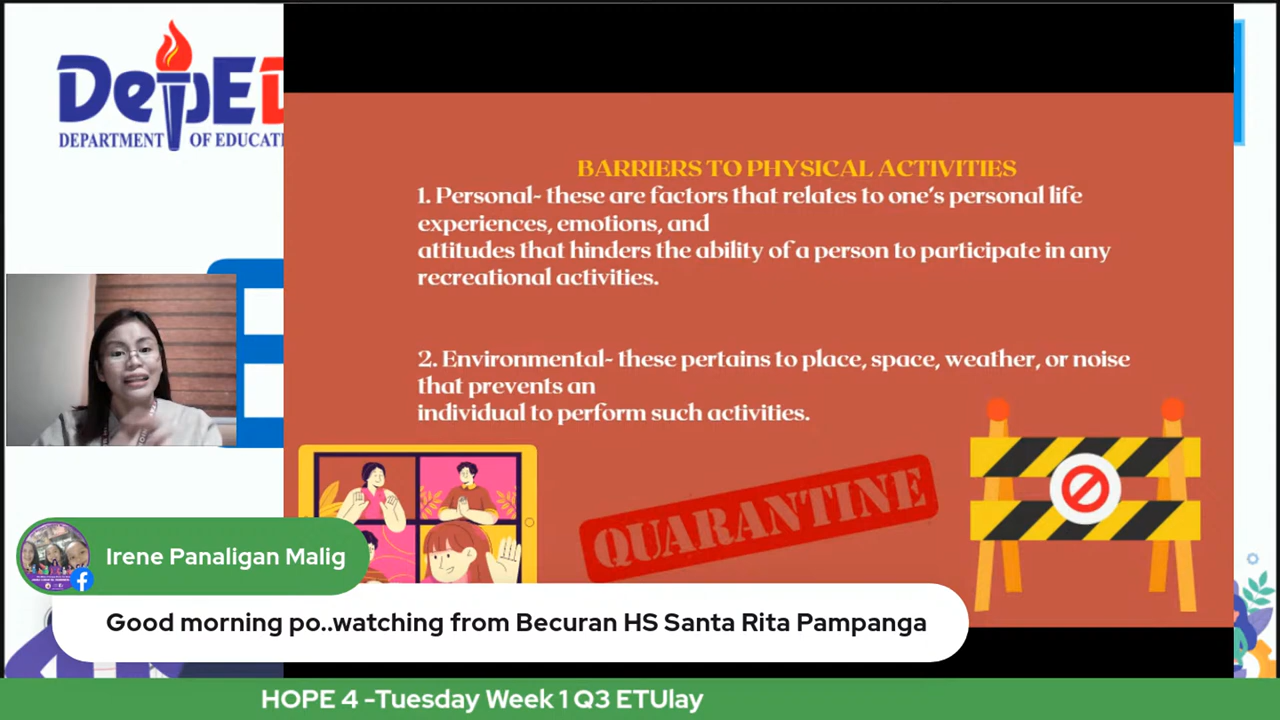 DepED
DEPARTMENT OF EDUCATI
BARRIERS TO PHYSICAL ACTIVITIES
1. Personal- these are factors that relates to one's personal life
experiences, emotions, and
attitudes that hinders the ability of a person to participate in any
recreational activities.
2. Environmental- these pertains to place, space, weather, or noise
that prevents an
individual to perform such activities.
QUARANTINE
Irene Panaligan Malig
Good morning po..watching from Becuran HS Santa Rita Pampanga
HOPE 4 -Tuesday Week 1 Q3 ETUlay